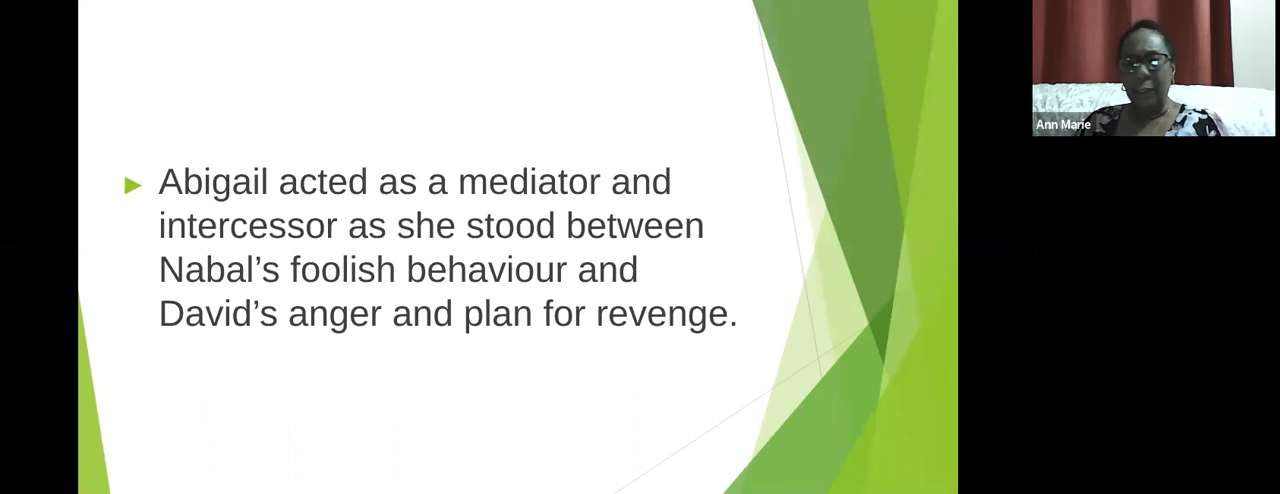 Abigail acted as a mediator and
intercessor as she stood between
Nabal’s foolish behaviour and
David’s anger and plan for revenge.
Ann Marie